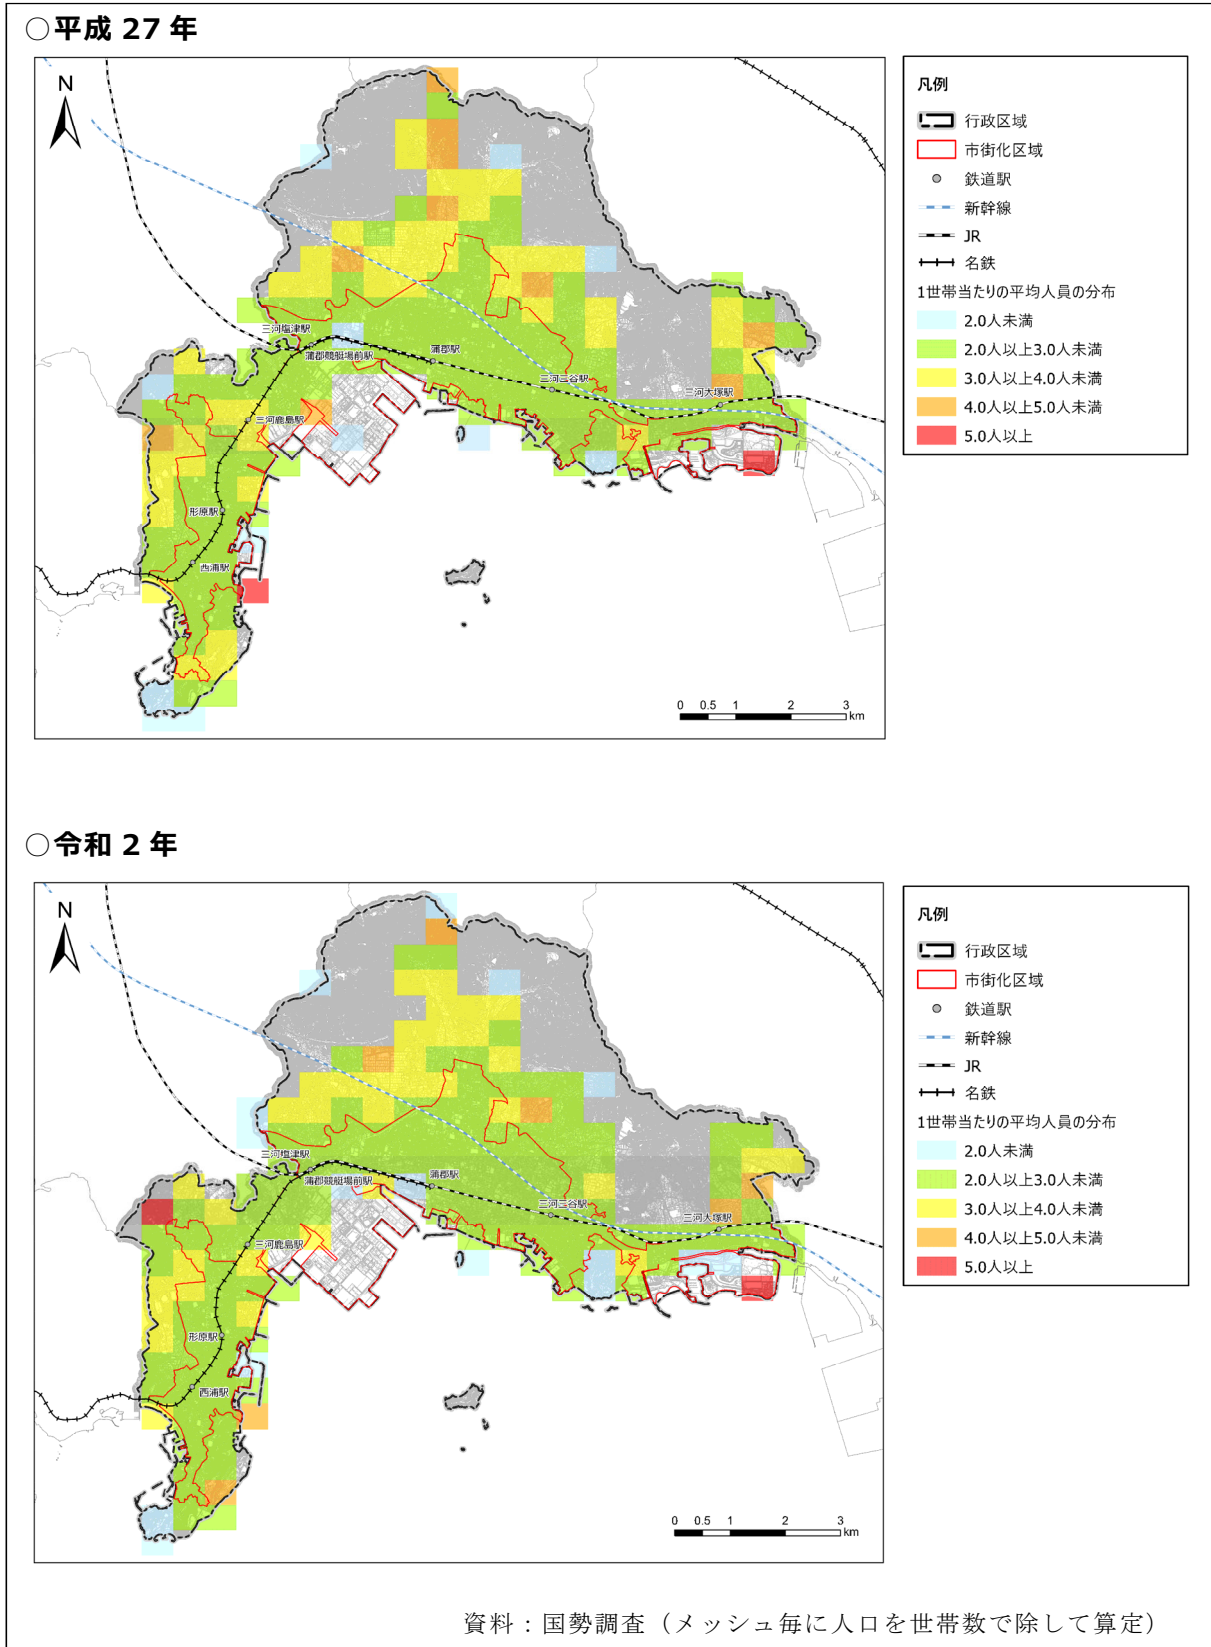 ○平成 27 年
N
三河塩津駅
蒲郡競艇場前駅
蒲郡駅
三河三谷駅
三河大塚駅
三河鹿島駅
形原駅
西浦駅
0 0.5 1 2 3
km
凡例
行政区域
市街化区域
鉄道駅
新幹線
JR
名鉄
1世帯当たりの平均人員の分布
2.0人未満
2.0人以上3.0人未満
3.0人以上4.0人未満
4.0人以上5.0人未満
5.0人以上
○令和 2 年
N
三河塩津駅
蒲郡競艇場前駅
蒲郡駅
三河三谷駅
三河大塚駅
三河鹿島駅
形原駅
西浦駅
0 0.5 1 2 3
km
凡例
行政区域
市街化区域
鉄道駅
新幹線
JR
名鉄
1世帯当たりの平均人員の分布
2.0人未満
2.0人以上3.0人未満
3.0人以上4.0人未満
4.0人以上5.0人未満
5.0人以上
資料：国勢調査（メッシュ毎に人口を世帯数で除して算定）